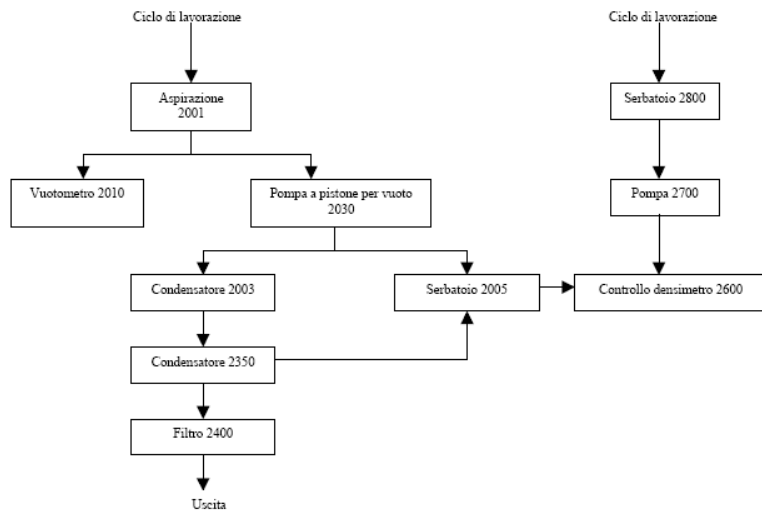 Ciclo di lavorazione
Ciclo di lavorazione
Aspirazione
2001
Serbatoio 2800
Vuotometro 2010
Pompa a pistone per vuoto
2030
Pompa 2700
Condensatore 2003
Serbatoio 2005
Controllo densimetro 2600
Condensatore 2350
Filtro 2400
Uscita